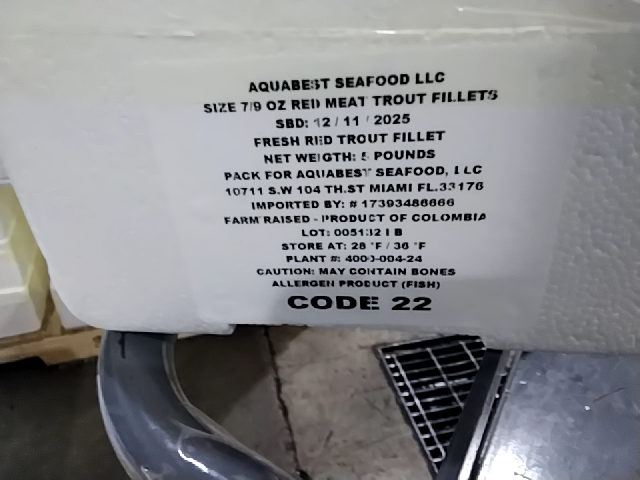 AQUABEST SEAFOOD LLC
SIZE 7/9 OZ RED MEAT TROUT FILLETS
SBD: 12 / 11 / 2025
FRESH RED TROUT FILLET
NET WEIGTH: 5 POUNDS
PACK FOR AQUABEST SEAFOOD, LLC
10711 S.W 104 TH.ST MIAMI FL.33176
IMPORTED BY: # 17393486666
FARM RAISED - PRODUCT OF COLOMBIA
LOT:
STORE AT: 28 °F / 36 °F
PLANT #: 4000-004-24
CAUTION: MAY CONTAIN BONES
ALLERGEN PRODUCT (FISH)
CODE 22